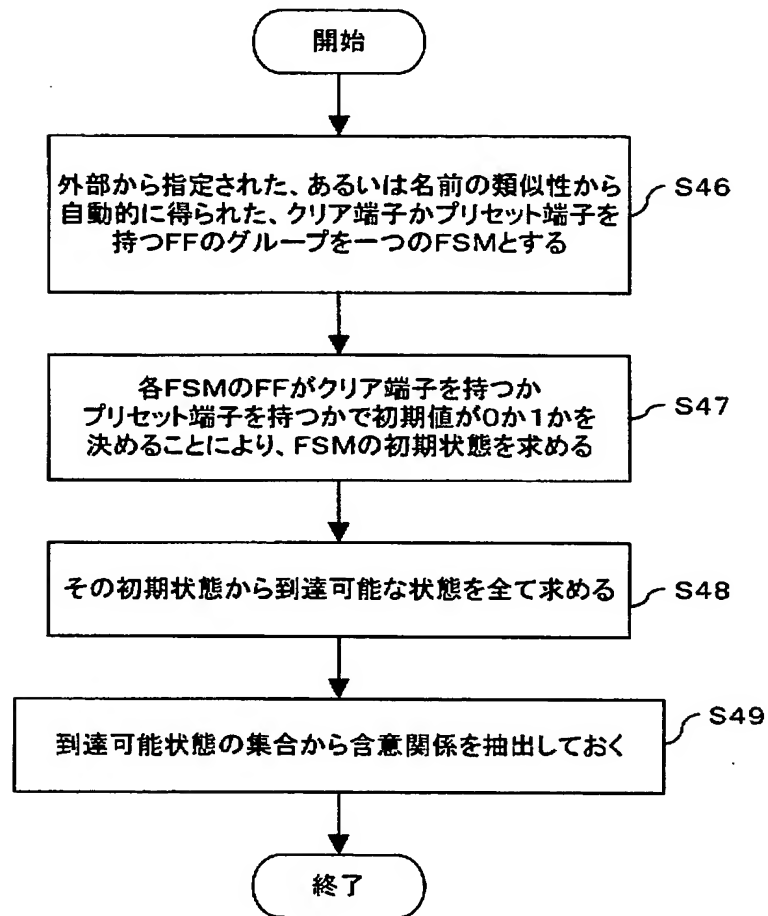 開始
外部から指定された、あるいは名前の類似性から
自動的に得られた、クリア端子かプリセット端子を
持つFFのグループを一つのFSMとする
S46
各FSMのFFがクリア端子を持つか
プリセット端子を持つかで初期値が0か1かを
決めることにより、FSMの初期状態を求める
S47
その初期状態から到達可能な状態を全て求める
S48
到達可能状態の集合から含意関係を抽出しておく
S49
終了